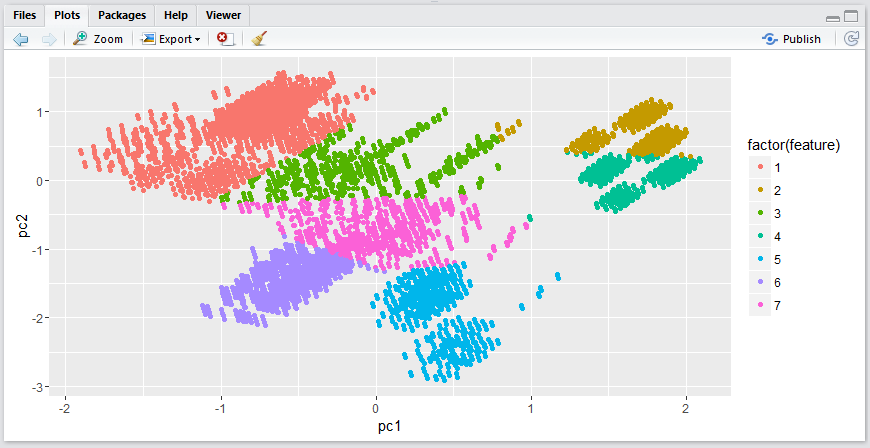 Files Plots Packages Help Viewer
Zoom Export Publish
factor(feature)
1
2
3
4
5
6
7
pc2
1
0
-1
-2
-3
-2 -1 0 1 2
pc1